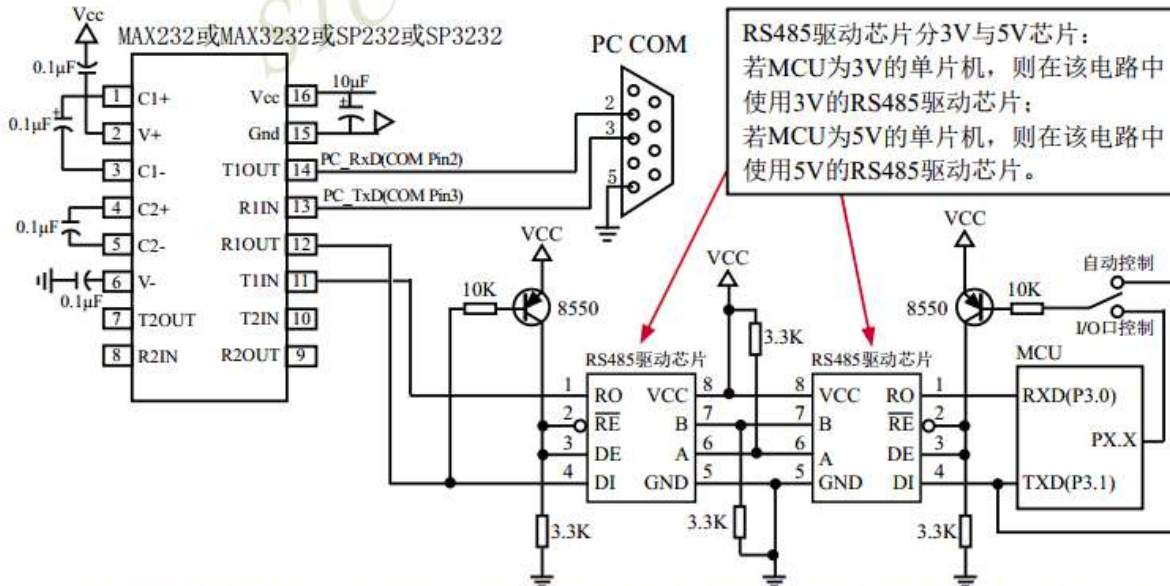 Vcc
MAX232或MAX3232或SP232或SP3232
0.1μF
0.1μF
0.1μF
0.1μF
1 C1+
2 V+
3 C1-
4 C2+
5 C2-
6 V-
7 T2OUT
8 R2IN
Vcc 16
Gnd 15
T1OUT 14
R1IN 13
R1OUT 12
T1IN 11
T2IN 10
R2OUT 9
10μF
+
+
PC_RxD(COM Pin2)
PC_TxD(COM Pin3)
PC COM
2
3
5
RS485驱动芯片分3V与5V芯片；
若MCU为3V的单片机，则在该电路中
使用3V的RS485驱动芯片；
若MCU为5V的单片机，则在该电路中
使用5V的RS485驱动芯片。
VCC
10K
8550
RS485驱动芯片
1 RO
2 RE
3 DE
4 DI
VCC 8
B 7
A 6
GND 5
3.3K
VCC
3.3K
3.3K
RS485驱动芯片
8 VCC
7 B
6 A
5 GND
RO 1
RE 2
DE 3
DI 4
3.3K
VCC
8550
10K
自动控制
I/O口控制
MCU
RXD(P3.0)
PX.X
TXD(P3.1)